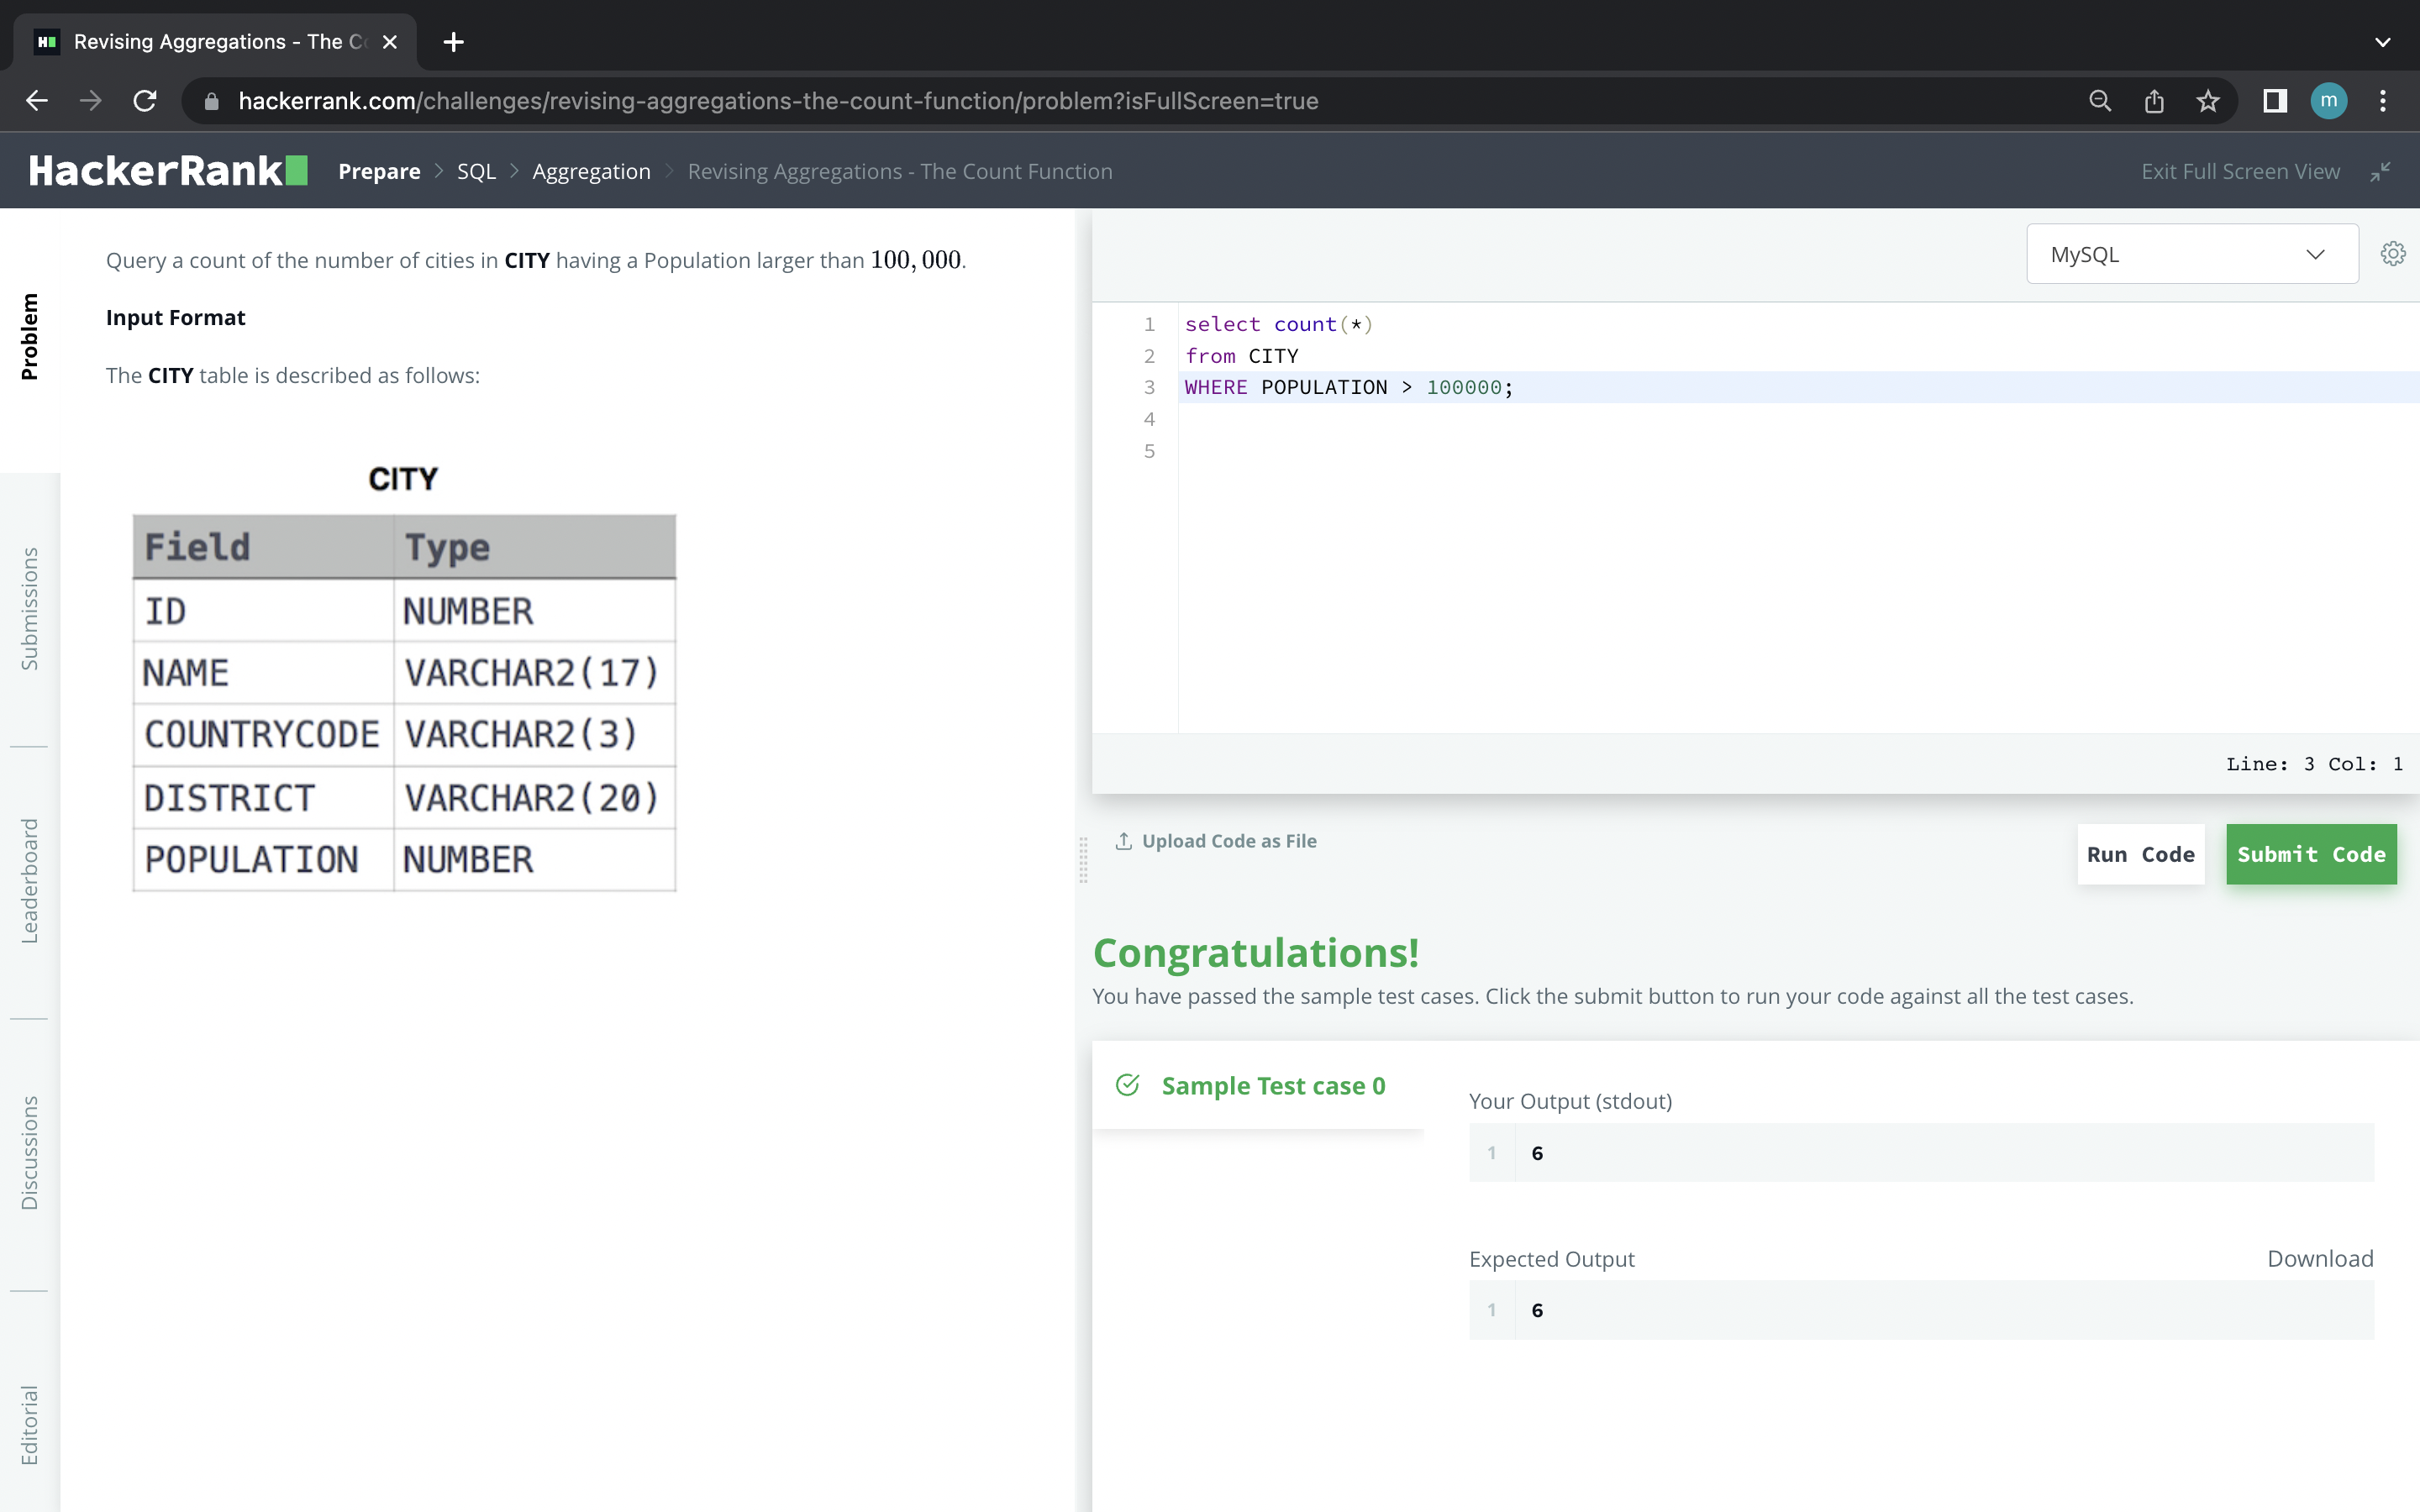 Revising Aggregations - The C
hackerrank.com/challenges/revising-aggregations-the-count-function/problem?isFullScreen=true
m
HackerRank
Prepare > SQL > Aggregation > Revising Aggregations - The Count Function
Exit Full Screen View
Problem
Submissions
Leaderboard
Discussions
Editorial
Query a count of the number of cities in CITY having a Population larger than 100,000.
Input Format
The CITY table is described as follows:
CITY
Field Type
ID NUMBER
NAME VARCHAR2(17)
COUNTRYCODE VARCHAR2(3)
DISTRICT VARCHAR2(20)
POPULATION NUMBER
MySQL
1 select count(*)
2 from CITY
3 WHERE POPULATION > 100000;
4
5
Line: 3 Col: 1
Upload Code as File
Run Code
Submit Code
Congratulations!
You have passed the sample test cases. Click the submit button to run your code against all the test cases.
Sample Test case 0
Your Output (stdout)
1 6
Expected Output
Download
1 6